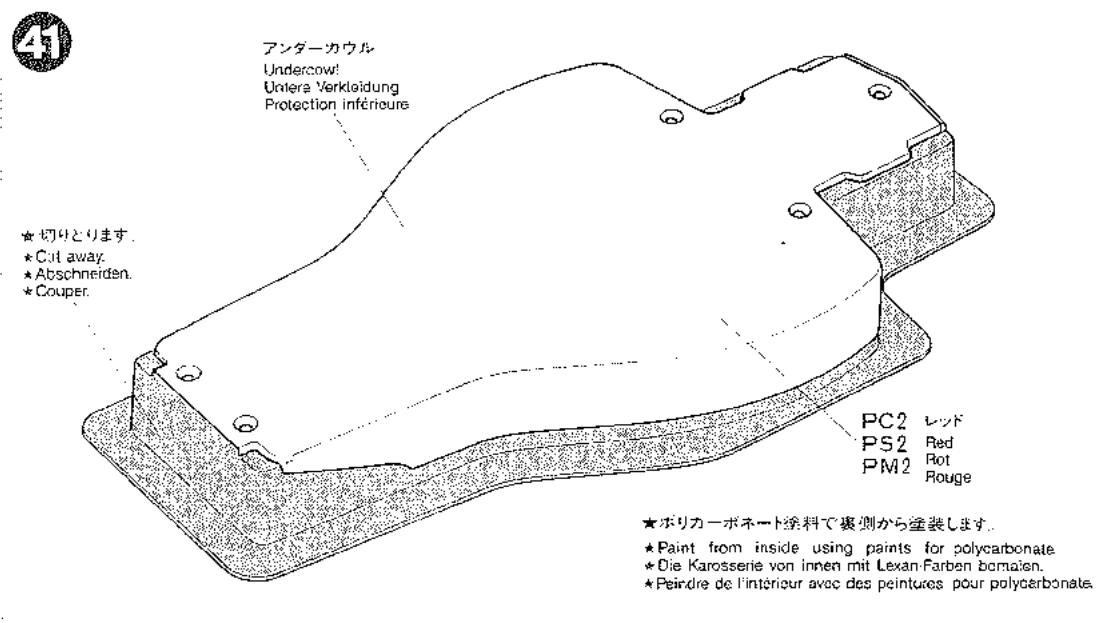 41
アンダーカウル
Undercowl
Untere Verkleidung
Protection inférieure
★切りとります。
★Cut away.
★Abschneiden.
★Couper.
PC2 レッド
PS2 Red
PM2 Rot
Rouge
★ポリカーボネート塗料で裏側から塗装します。
★Paint from inside using paints for polycarbonate
★Die Karosserie von innen mit Lexan-Farben bemalen.
★Peindre de l'intérieur avec des peintures pour polycarbonate.